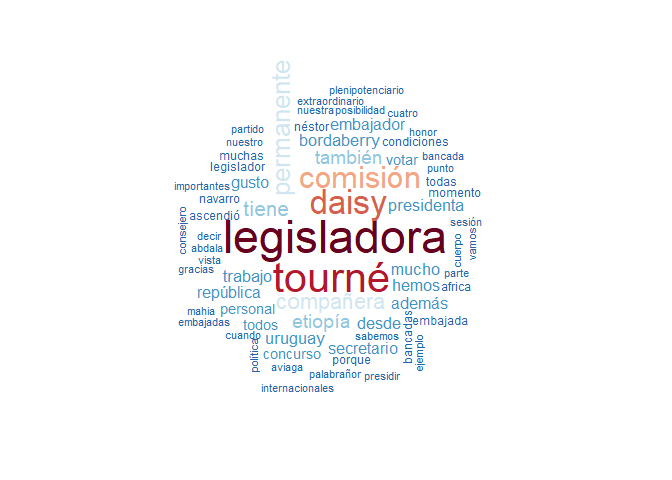 plenipotenciario
extraordinario
nuestra posibilidad cuatro
permanente
partido néstor embajador honor
nuestro bordaberry condiciones
muchas también votar bancada
legislador punto
importantes gusto comisión todas
navarro momento
consejero ascendió tiene daisy presidenta
sesión
decir legisladora cuerpo vamos
abdala
vista
gracias trabajo tourné mucho parte
república hemos africa
mahia personal compañera además
embajadas todos etiopía desde bancadas embajada
cuando uruguay sabemos
política concurso secretario ejemplo
aviaga porque
palabrañor presidir
internacionales